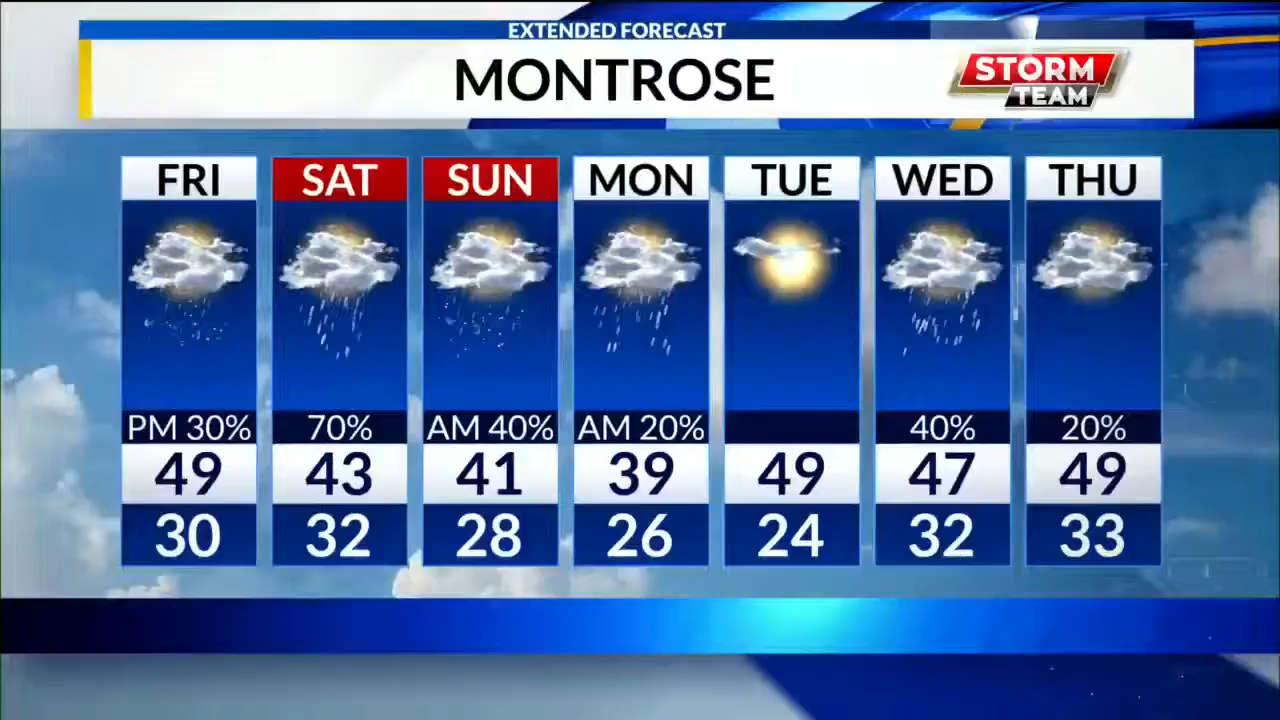 EXTENDED FORECAST
MONTROSE
STORM
TEAM
FRI SAT SUN MON TUE WED THU
PM 30% 70% AM 40% AM 20% 40% 20%
49 43 41 39 49 47 49
30 32 28 26 24 32 33